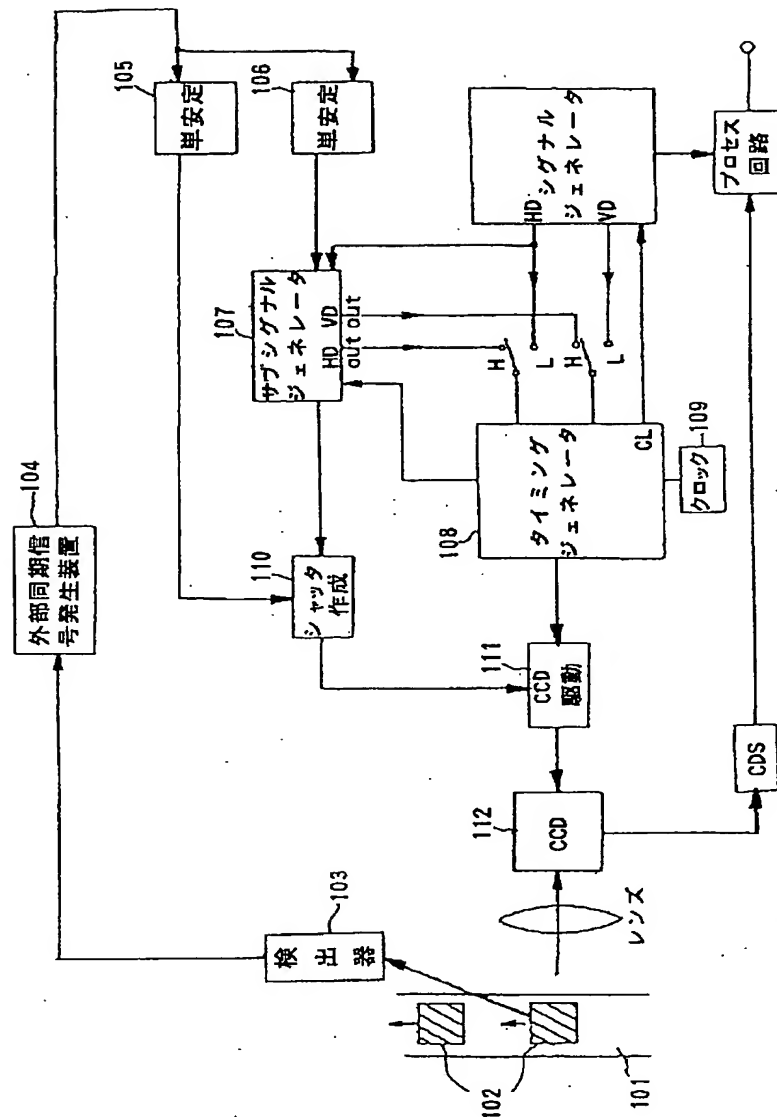 104
外部同期信
号発生装置
105
単安定
106
単安定
103
検出器
107
サブシグナル
ジェネレータ
HD VD
out out
110
シャッタ
作成
HD シグナル
ジェネレータ
VD
H
L
H
L
108
タイミング
ジェネレータ
CL
109
クロック
111
CCD
駆動
112
CCD
レンズ
CDS
プロセス
回路
102
101